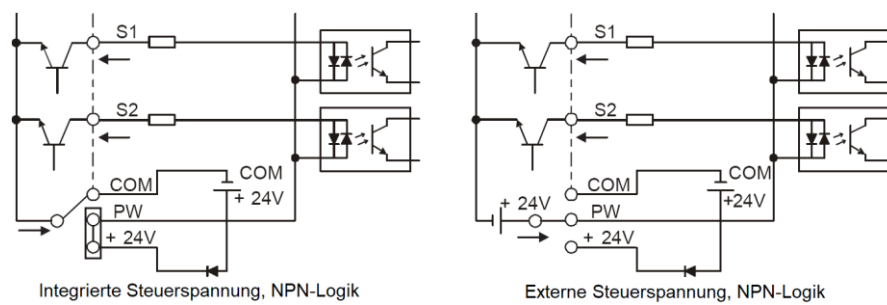 S1
S2
COM
COM
+ 24V
PW
+ 24V
Integrierte Steuerspannung, NPN-Logik
S1
S2
COM
COM
+24V
+ 24V
PW
+ 24V
Externe Steuerspannung, NPN-Logik